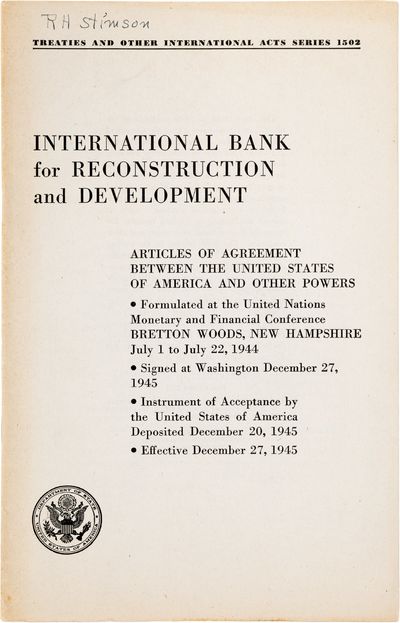 RH Stimson
TREATIES AND OTHER INTERNATIONAL ACTS SERIES 1502
INTERNATIONAL BANK
for RECONSTRUCTION
and DEVELOPMENT
ARTICLES OF AGREEMENT
BETWEEN THE UNITED STATES
OF AMERICA AND OTHER POWERS
● Formulated at the United Nations
Monetary and Financial Conference
BRETTON WOODS, NEW HAMPSHIRE
July 1 to July 22, 1944
● Signed at Washington December 27,
1945
● Instrument of Acceptance by
the United States of America
Deposited December 20, 1945
● Effective December 27, 1945
DEPARTMENT OF STATE
UNITED STATES OF AMERICA